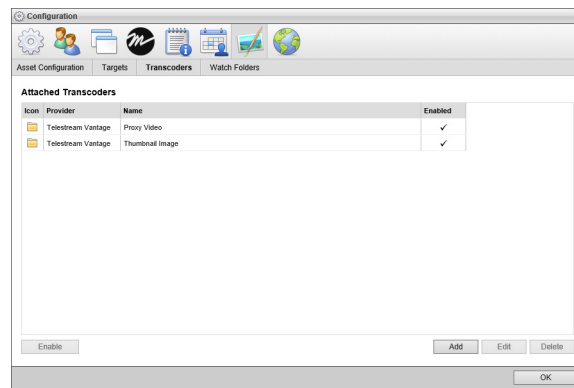 Configuration
Asset Configuration Targets Transcoders Watch Folders
Attached Transcoders
Icon Provider Name Enabled
Telestream Vantage Proxy Video
Telestream Vantage Thumbnail Image
Enable Add Edit Delete
OK